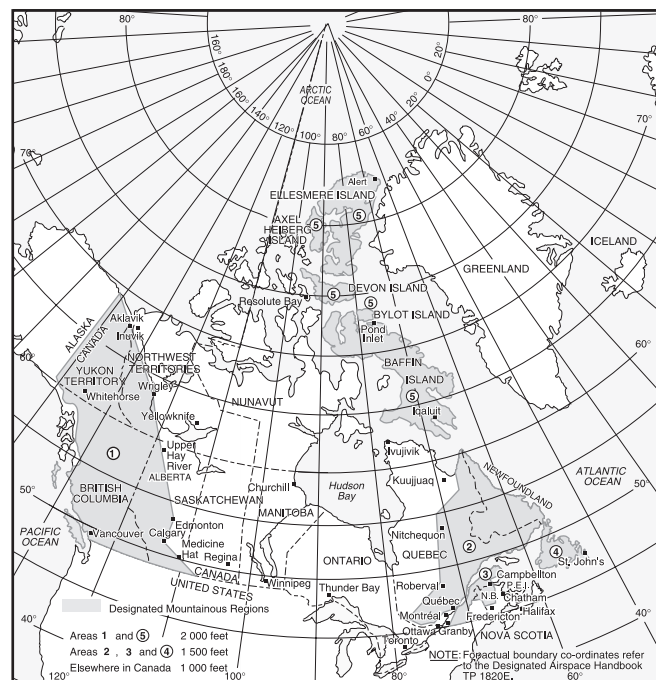 80°
80°
160°
20°
140°
0°
ARCTIC
OCEAN
120°
20°
100°
80°
60°
40°
70°
70°
Alert
ELLESMERE ISLAND
AXEL
HEIBERG
ISLAND
5
5
ICELAND
GREENLAND
DEVON ISLAND
5
Resolute Bay
5
BYLOT ISLAND
Pond
Inlet
Aklavik
Inuvik
ALASKA
CANADA
60°
60°
NORTHWEST
TERRITORIES
BAFFIN
ISLAND
YUKON
TERRITORY
Wrigley
Whitehorse
NUNAVUT
5
Iqaluit
Yellowknife
Ivujivik
1
Upper
Hay
River
ALBERTA
Kuujjuaq
NEWFOUNDLAND
ATLANTIC
OCEAN
50°
50°
BRITISH
COLUMBIA
SASKATCHEWAN
Churchill
Hudson
Bay
MANITOBA
PACIFIC
OCEAN
Vancouver
Edmonton
Calgary
Medicine
Hat
Regina
Nitchequon
QUEBEC
2
4
St. John's
ONTARIO
3
Campbellton
P.E.I.
CANADA
UNITED STATES
Winnipeg
Thunder Bay
Roberval
N.B.
Chatham
Québec
Halifax
Fredericton
Montréal
40°
40°
Ottawa
Granby
NOVA SCOTIA
Toronto
Designated Mountainous Regions
Areas 1 and 5 2 000 feet
Areas 2 , 3 and 4 1 500 feet
Elsewhere in Canada 1 000 feet
NOTE: For actual boundary co-ordinates refer
to the Designated Airspace Handbook
TP 1820E.
120°
100°
80°
60°